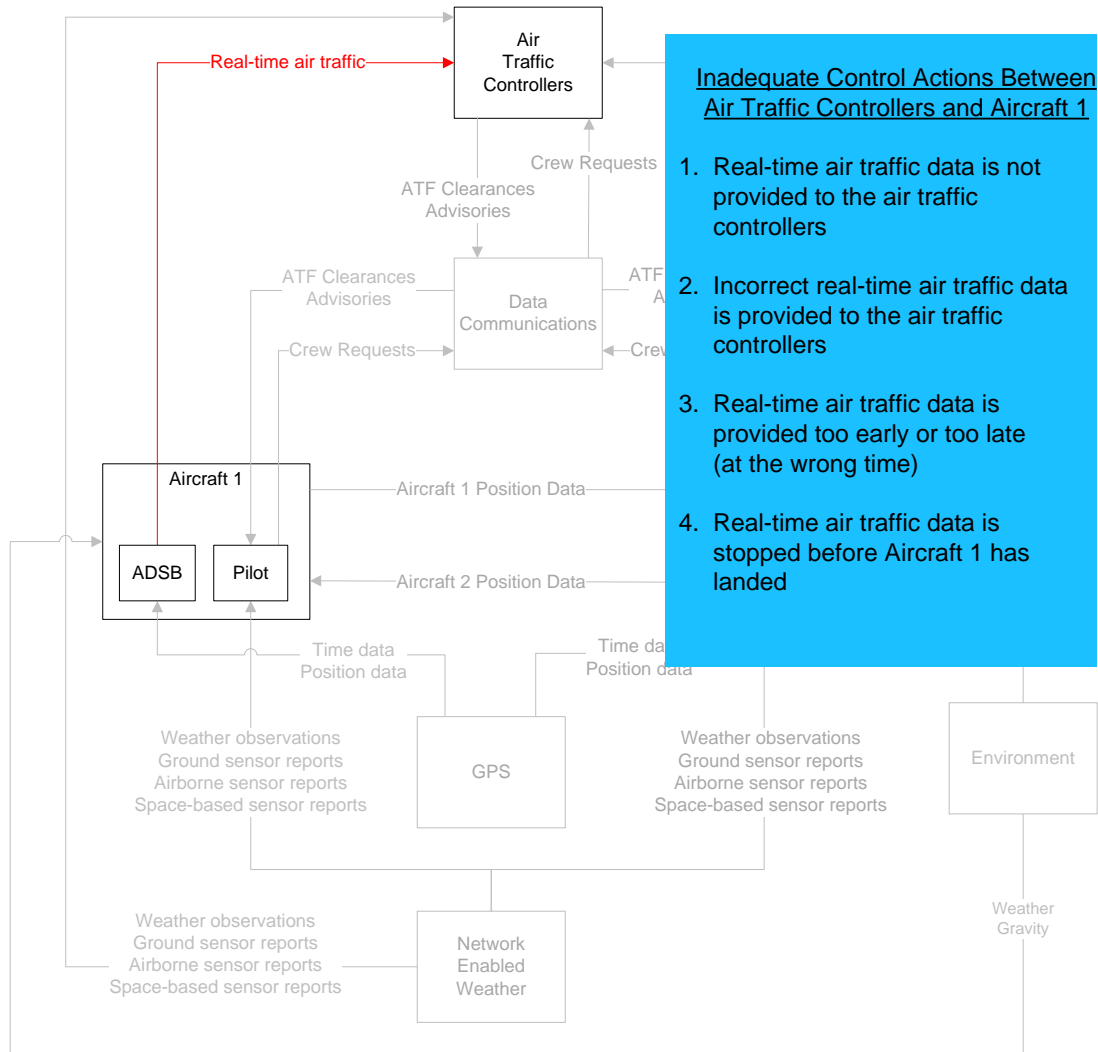 Air
Traffic
Controllers
Real-time air traffic
Inadequate Control Actions Between
Air Traffic Controllers and Aircraft 1
1. Real-time air traffic data is not
provided to the air traffic
controllers
2. Incorrect real-time air traffic data
is provided to the air traffic
controllers
3. Real-time air traffic data is
provided too early or too late
(at the wrong time)
4. Real-time air traffic data is
stopped before Aircraft 1 has
landed
Crew Requests
ATF Clearances
Advisories
ATF Clearances
Advisories
Data
Communications
ATF
A
Crew Requests
Crew
Aircraft 1
ADSB
Pilot
Aircraft 1 Position Data
Aircraft 2 Position Data
Time data
Position data
Time da
Position data
Weather observations
Ground sensor reports
Airborne sensor reports
Space-based sensor reports
GPS
Weather observations
Ground sensor reports
Airborne sensor reports
Space-based sensor reports
Environment
Weather observations
Ground sensor reports
Airborne sensor reports
Space-based sensor reports
Network
Enabled
Weather
Weather
Gravity